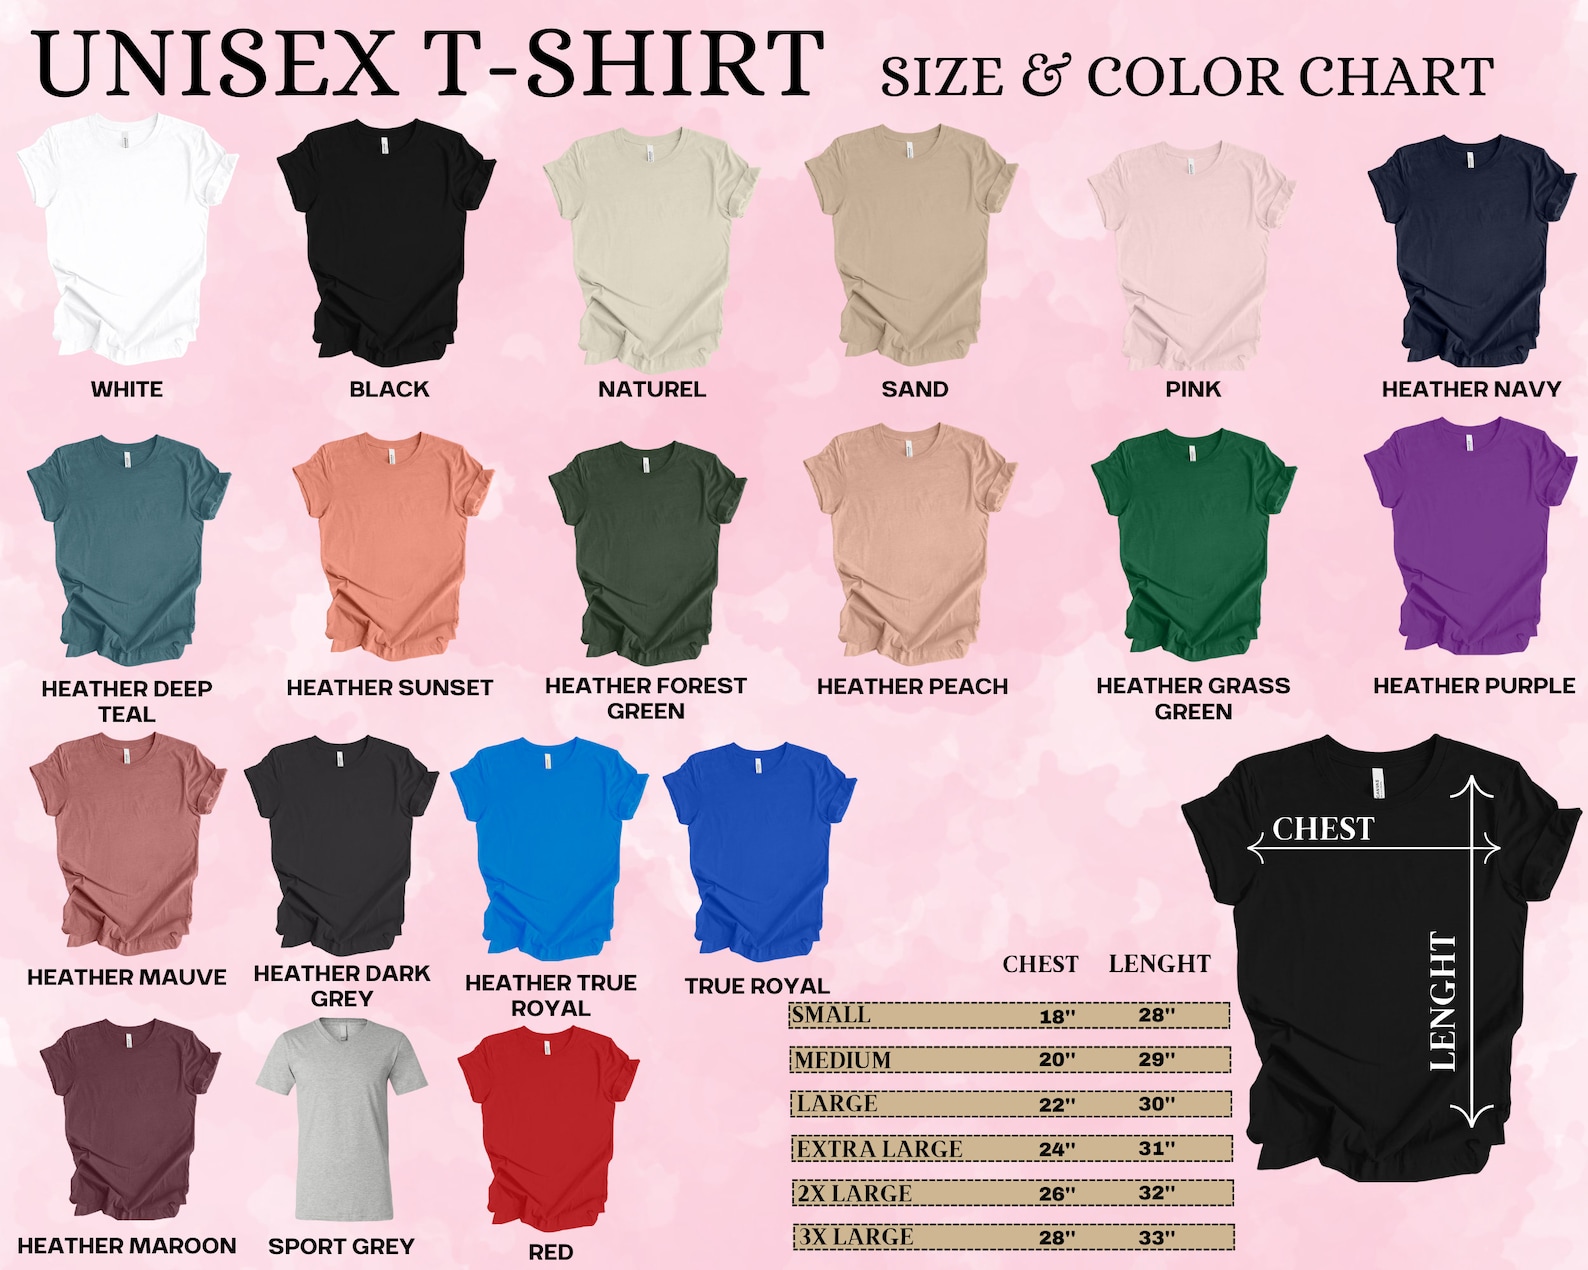 UNISEX T-SHIRT SIZE & COLOR CHART
WHITE
BLACK
NATUREL
SAND
PINK
HEATHER NAVY
HEATHER DEEP
TEAL
HEATHER SUNSET
HEATHER FOREST
GREEN
HEATHER PEACH
HEATHER GRASS
GREEN
HEATHER PURPLE
HEATHER MAUVE
HEATHER DARK
GREY
HEATHER TRUE
ROYAL
TRUE ROYAL
HEATHER MAROON
SPORT GREY
RED
CHEST LENGHT
SMALL 18" 28"
MEDIUM 20" 29"
LARGE 22" 30"
EXTRA LARGE 24" 31"
2X LARGE 26" 32"
3X LARGE 28" 33"
CHEST
LENGHT